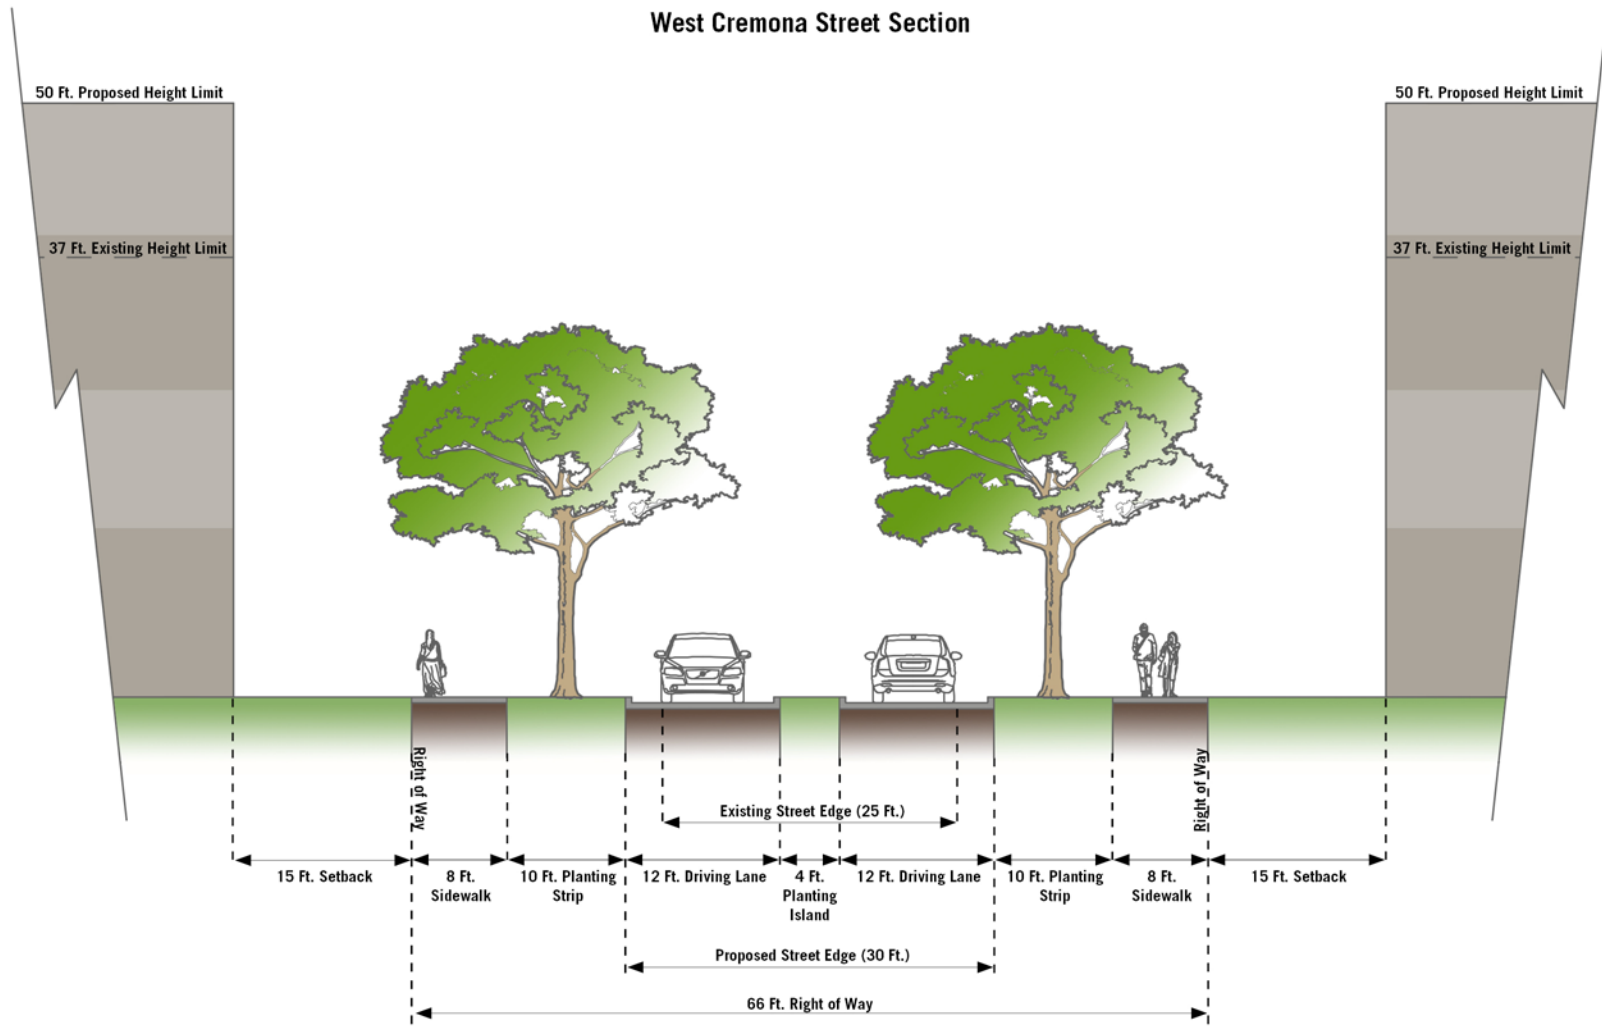 West Cremona Street Section
50 Ft. Proposed Height Limit
50 Ft. Proposed Height Limit
37 Ft. Existing Height Limit
37 Ft. Existing Height Limit
Right of Way
Right of Way
Existing Street Edge (25 Ft.)
15 Ft. Setback
8 Ft.
Sidewalk
10 Ft. Planting
Strip
12 Ft. Driving Lane
4 Ft.
Planting
Island
12 Ft. Driving Lane
10 Ft. Planting
Strip
8 Ft.
Sidewalk
15 Ft. Setback
Proposed Street Edge (30 Ft.)
66 Ft. Right of Way